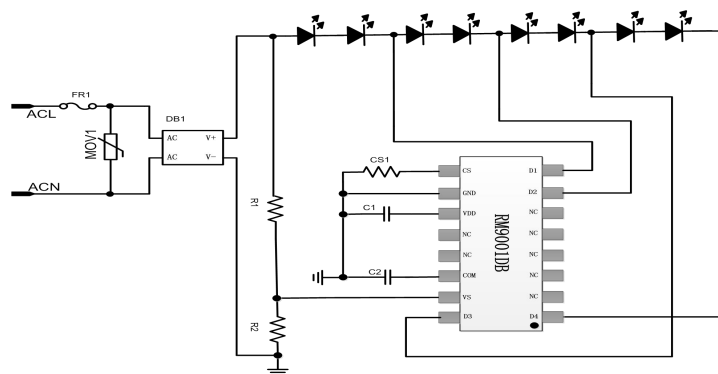 FR1
ACL
MOV1
ACN
DB1
AC V+
AC V-
R1
R2
CS1
C1
C2
RM9001DB
CS D1
GND D2
VDD NC
NC NC
NC NC
COM NC
VS NC
D3 D4